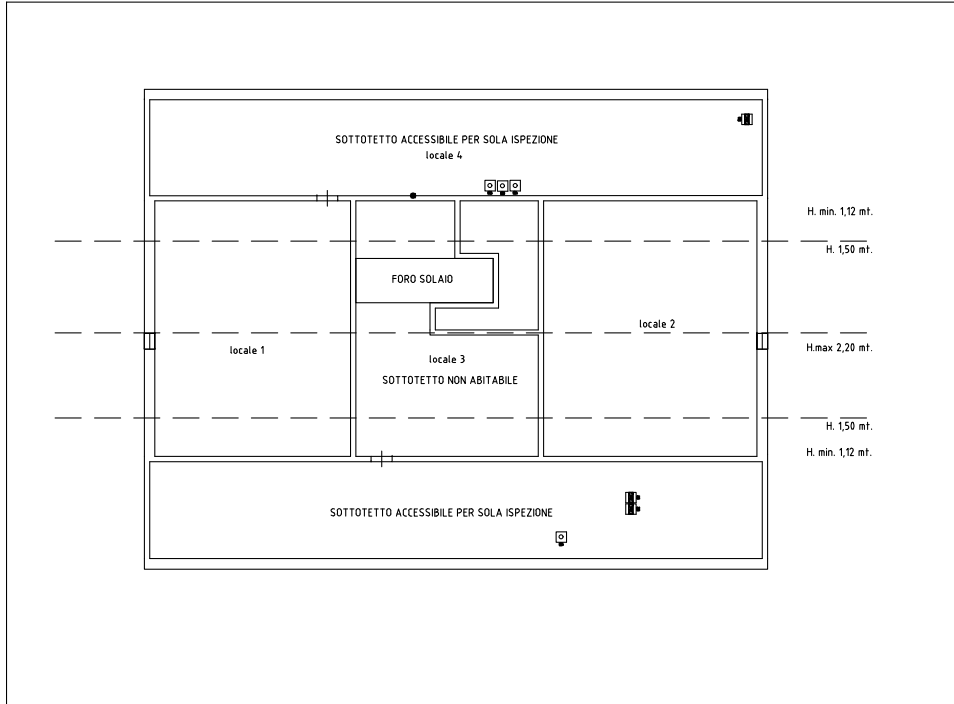 SOTTOTETTO ACCESSIBILE PER SOLA ISPEZIONE
locale 4
H. min. 1,12 mt.
H. 1,50 mt.
FORO SOLAIO
locale 2
locale 1
H.max 2,20 mt.
locale 3
SOTTOTETTO NON ABITABILE
H. 1,50 mt.
H. min. 1,12 mt.
SOTTOTETTO ACCESSIBILE PER SOLA ISPEZIONE